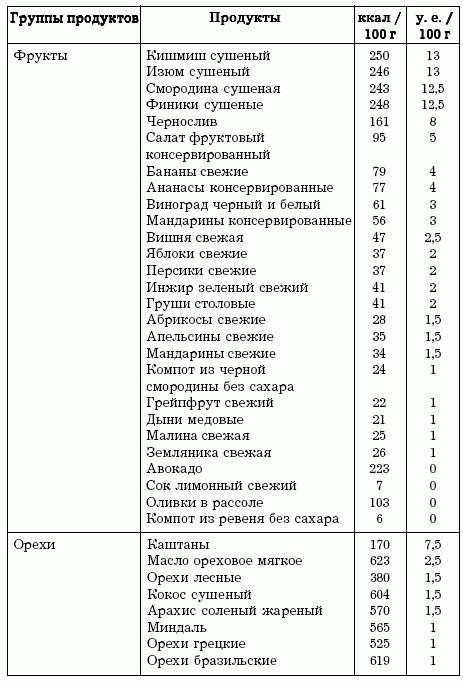 Группы продуктов Продукты ккал / 100 г у. е. / 100 г
Фрукты Кишмиш сушеный 250 13
Изюм сушеный 246 13
Смородина сушеная 243 12,5
Финики сушеные 248 12,5
Чернослив 161 8
Салат фруктовый 95 5
консервированный
Бананы свежие 79 4
Ананасы консервированные 77 4
Виноград черный и белый 61 3
Мандарины консервированные 56 3
Вишня свежая 47 2,5
Яблоки свежие 37 2
Персики свежие 37 2
Инжир зеленый свежий 41 2
Груши столовые 41 2
Абрикосы свежие 28 1,5
Апельсины свежие 35 1,5
Мандарины свежие 34 1,5
Компот из черной 24 1
смородины без сахара
Грейпфрут свежий 22 1
Дыни медовые 21 1
Малина свежая 25 1
Земляника свежая 26 1
Авокадо 223 0
Сок лимонный свежий 7 0
Оливки в рассоле 103 0
Компот из ревеня без сахара 6 0
Орехи Каштаны 170 7,5
Масло ореховое мягкое 623 2,5
Орехи лесные 380 1,5
Кокос сушеный 604 1,5
Арахис соленый жареный 570 1,5
Миндаль 565 1
Орехи грецкие 525 1
Орехи бразильские 619 1